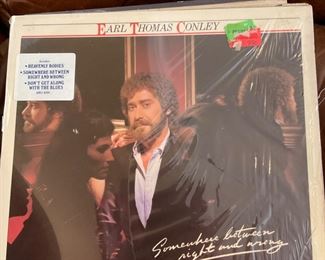 EARL THOMAS CONLEY
Includes
• HEAVENLY BODIES
• SOMEWHERE BETWEEN
RIGHT AND WRONG
• DON'T GET ALONG
WITH THE BLUES
Somewhere between
right and wrong